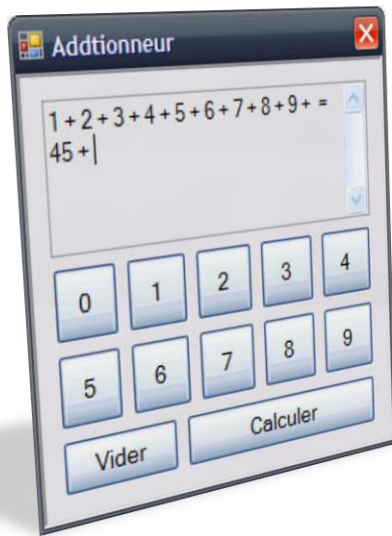 Addtionneur
1 + 2 + 3 + 4 + 5 + 6 + 7 + 8 + 9 + =
45 +
0 1 2 3 4
5 6 7 8 9
Vider Calculer